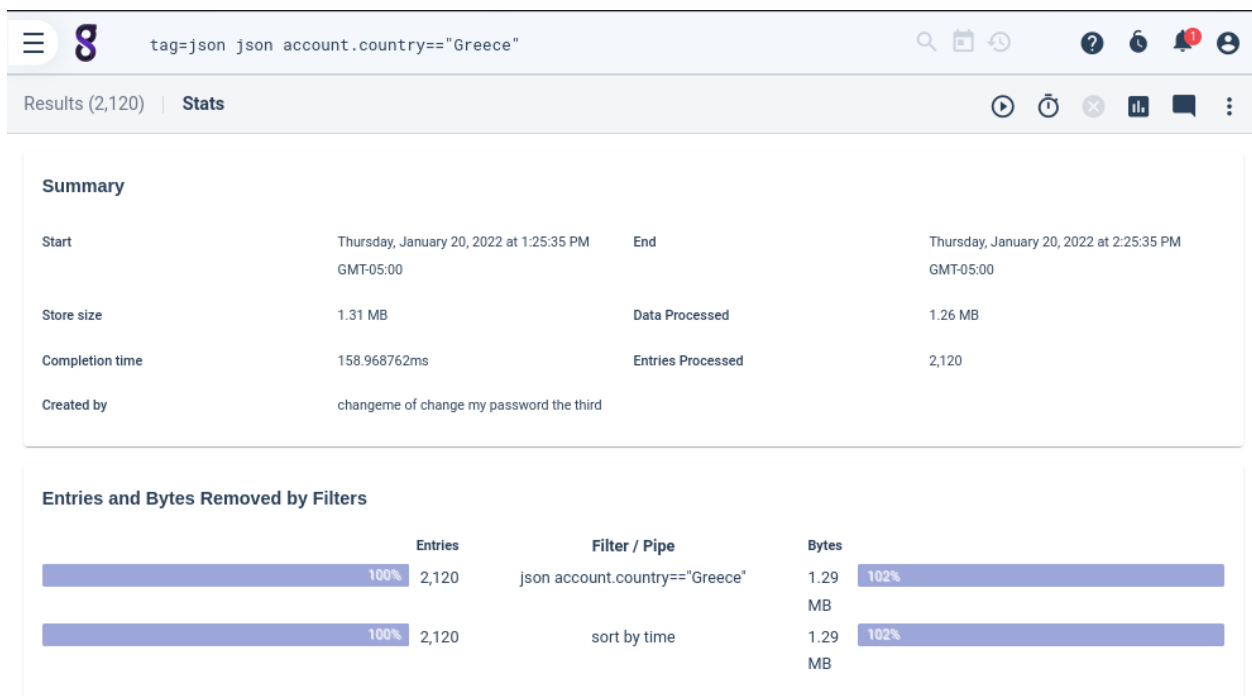 tag=json json account.country=="Greece"
1
Results (2,120) | Stats
Summary
Start Thursday, January 20, 2022 at 1:25:35 PM End Thursday, January 20, 2022 at 2:25:35 PM
GMT-05:00 GMT-05:00
Store size 1.31 MB Data Processed 1.26 MB
Completion time 158.968762ms Entries Processed 2,120
Created by changeme of change my password the third
Entries and Bytes Removed by Filters
Entries Filter / Pipe Bytes
100% 2,120 json account.country=="Greece" 1.29 102%
MB
100% 2,120 sort by time 1.29 102%
MB